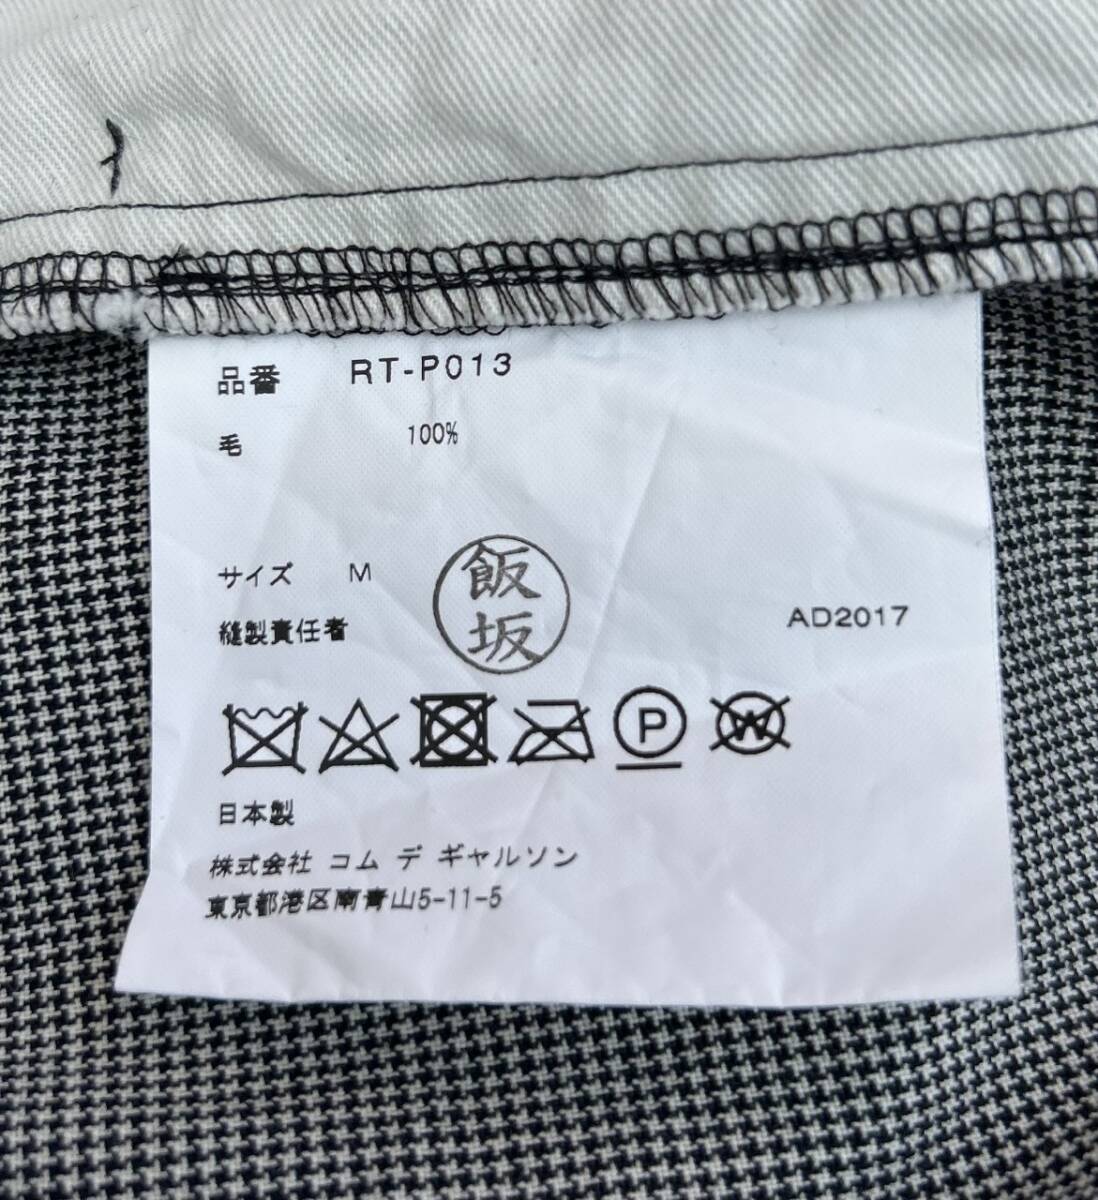 品番 RT-P013
毛 100%
サイズ M
飯坂
縫製責任者
AD2017
P
W
日本製
株式会社 コム デ ギャルソン
東京都港区南青山5-11-5